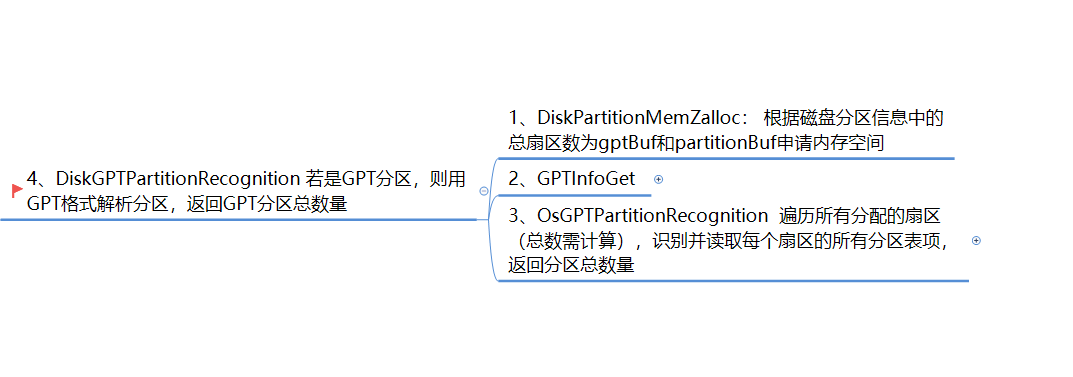 4、DiskGPTPartitionRecognition 若是GPT分区，则用
GPT格式解析分区，返回GPT分区总数量
1、DiskPartitionMemZalloc： 根据磁盘分区信息中的
总扇区数为gptBuf和partitionBuf申请内存空间
2、GPTInfoGet
3、OsGPTPartitionRecognition 遍历所有分配的扇区
（总数需计算），识别并读取每个扇区的所有分区表项，
返回分区总数量